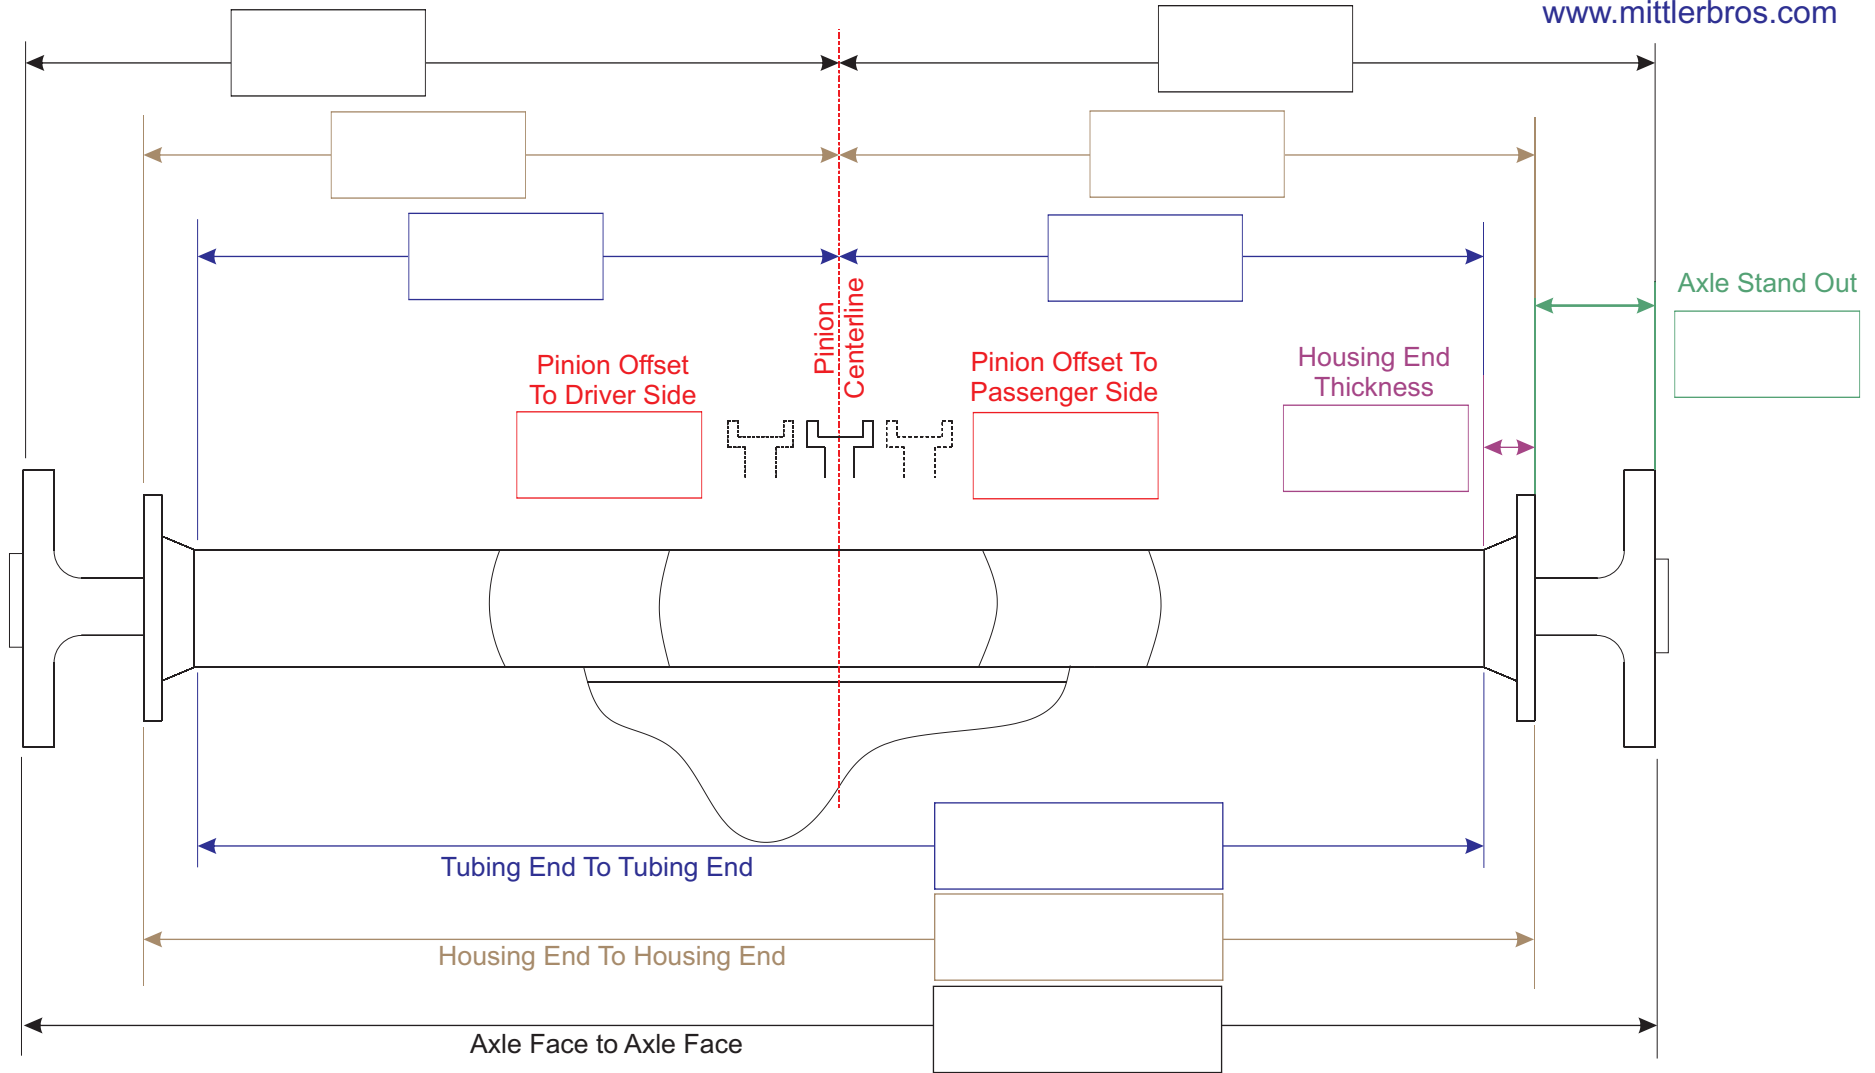 www.mittlerbros.com
Axle Stand Out
Pinion
Centerline
Pinion Offset
To Driver Side
Pinion Offset To
Passenger Side
Housing End
Thickness
Tubing End To Tubing End
Housing End To Housing End
Axle Face to Axle Face